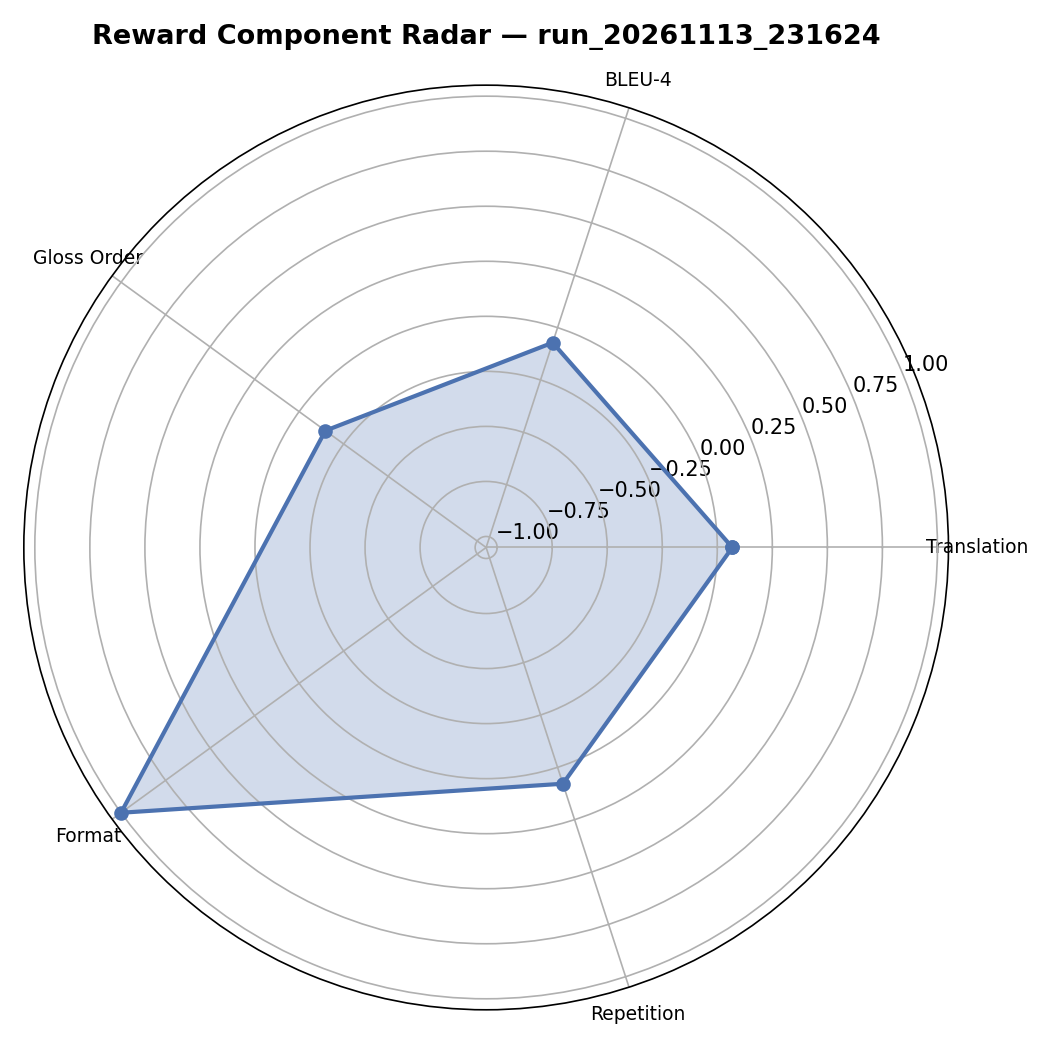 Reward Component Radar — run_20261113_231624
BLEU-4
Gloss Order
1.00
0.75
0.50
0.25
0.00
−0.25
−0.50
−0.75
−1.00
Translation
Format
Repetition